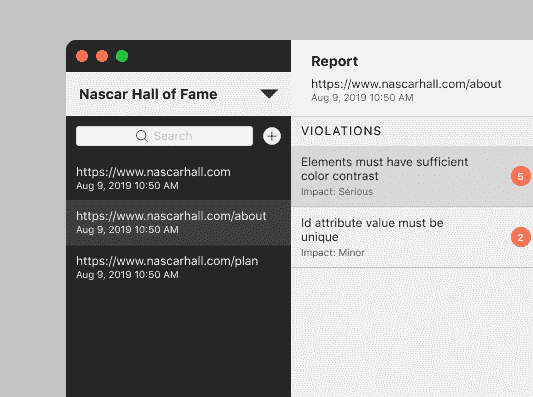 Nascar Hall of Fame
Search
https://www.nascarhall.com
Aug 9, 2019 10:50 AM
https://www.nascarhall.com/about
Aug 9, 2019 10:50 AM
https://www.nascarhall.com/plan
Aug 9, 2019 10:50 AM
Report
https://www.nascarhall.com/about
Aug 9, 2019 10:50 AM
VIOLATIONS
Elements must have sufficient
color contrast
Impact: Serious
5
Id attribute value must be
unique
Impact: Minor
2